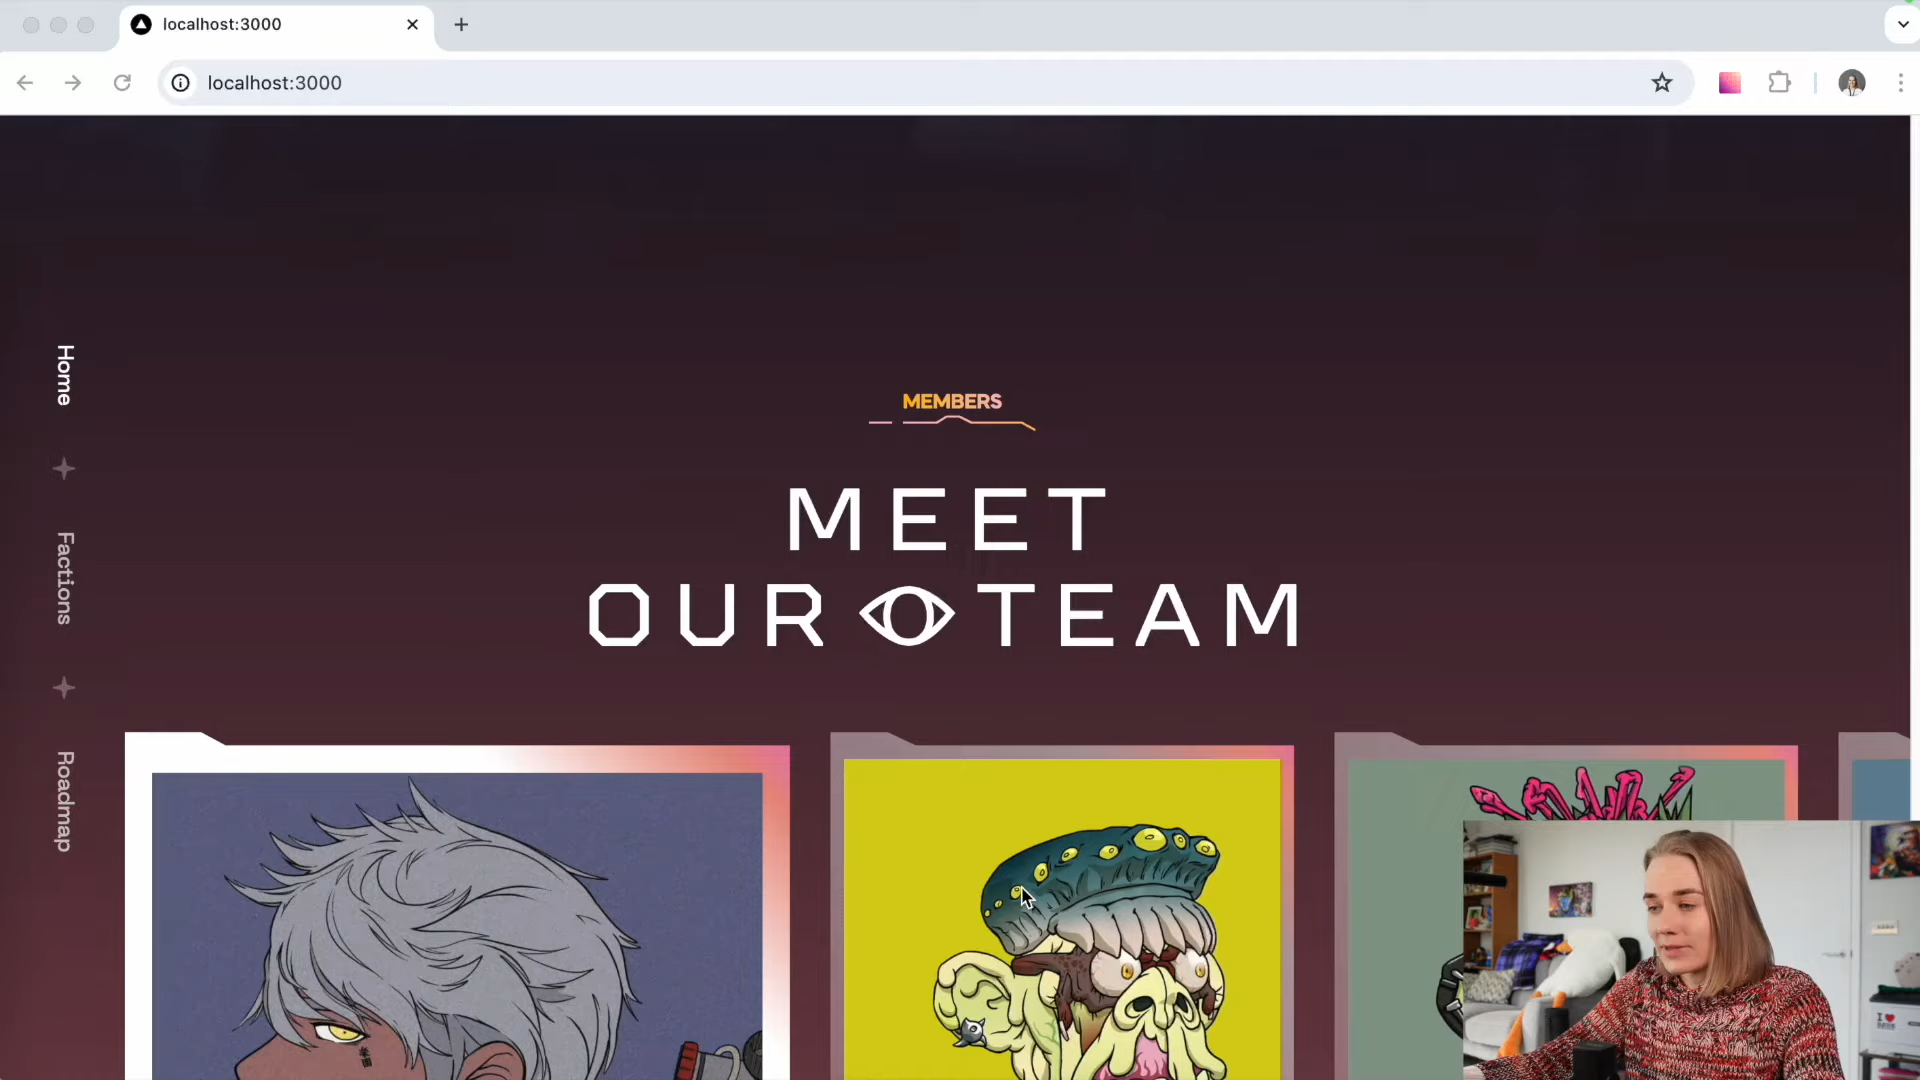 localhost:3000
localhost:3000
Home
Factions
Roadmap
MEMBERS
MEET
OUR TEAM
I